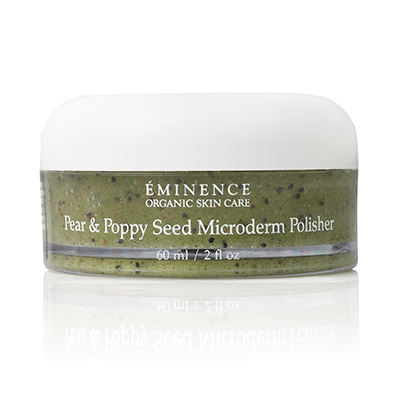 ÉMINENCE
ORGANIC SKIN CARE
Pear & Poppy Seed Microderm Polisher
60 ml / 2 fl oz